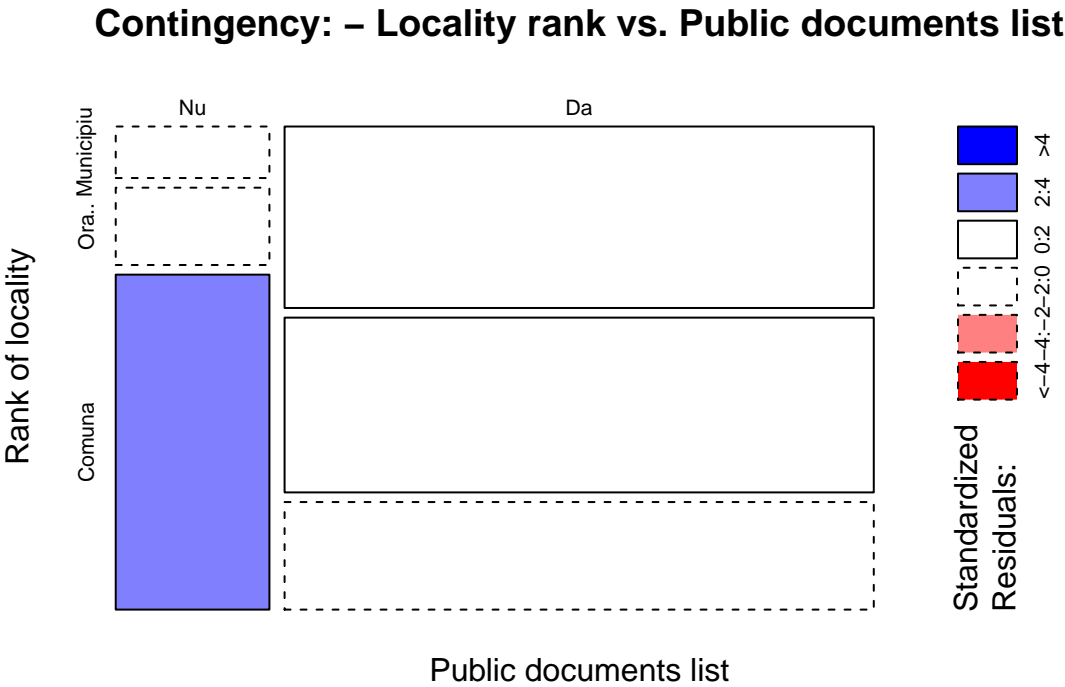 Contingency: – Locality rank vs. Public documents list
Nu
Da
Municipiu
Ora..
Comuna
Rank of locality
Public documents list
>4
2:4
0:2
–2:0
–4:–2
<–4
Standardized
Residuals: